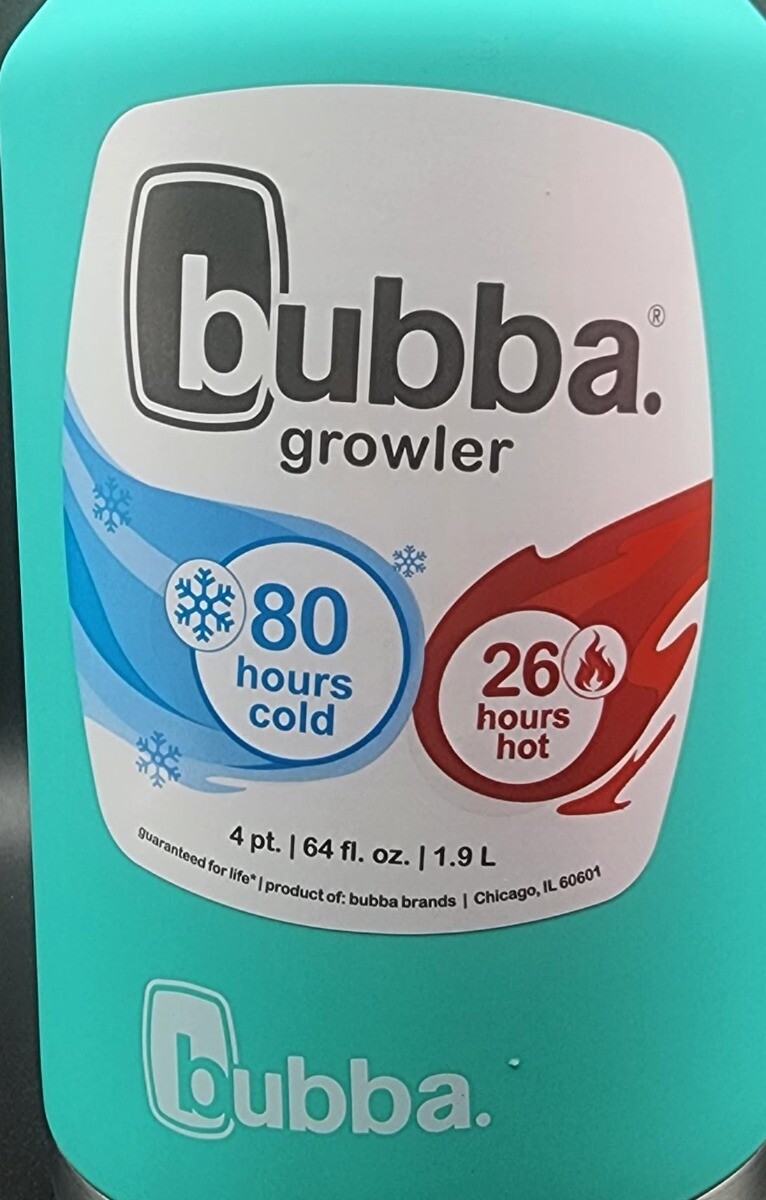 bubba.®
growler
80
hours
cold
26
hours
hot
4 pt. | 64 fl. oz. | 1.9 L
guaranteed for life* | product of: bubba brands | Chicago, IL 60601
bubba.